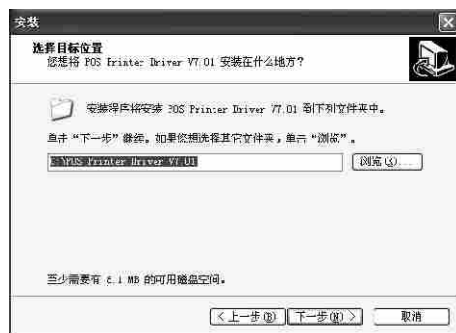 安装
选择目标位置
您想将 POS Printer Driver V7.01 安装在什么地方？
安装程序将安装 POS Printer Driver V7.01 到下列文件夹中。
单击“下一步”继续。如果您想选择其它文件夹，单击“浏览”。
E:\POS Printer Driver V7.01
浏览(R)...
至少需要有 6.1 MB 的可用磁盘空间。
< 上一步(B)
下一步(N) >
取消